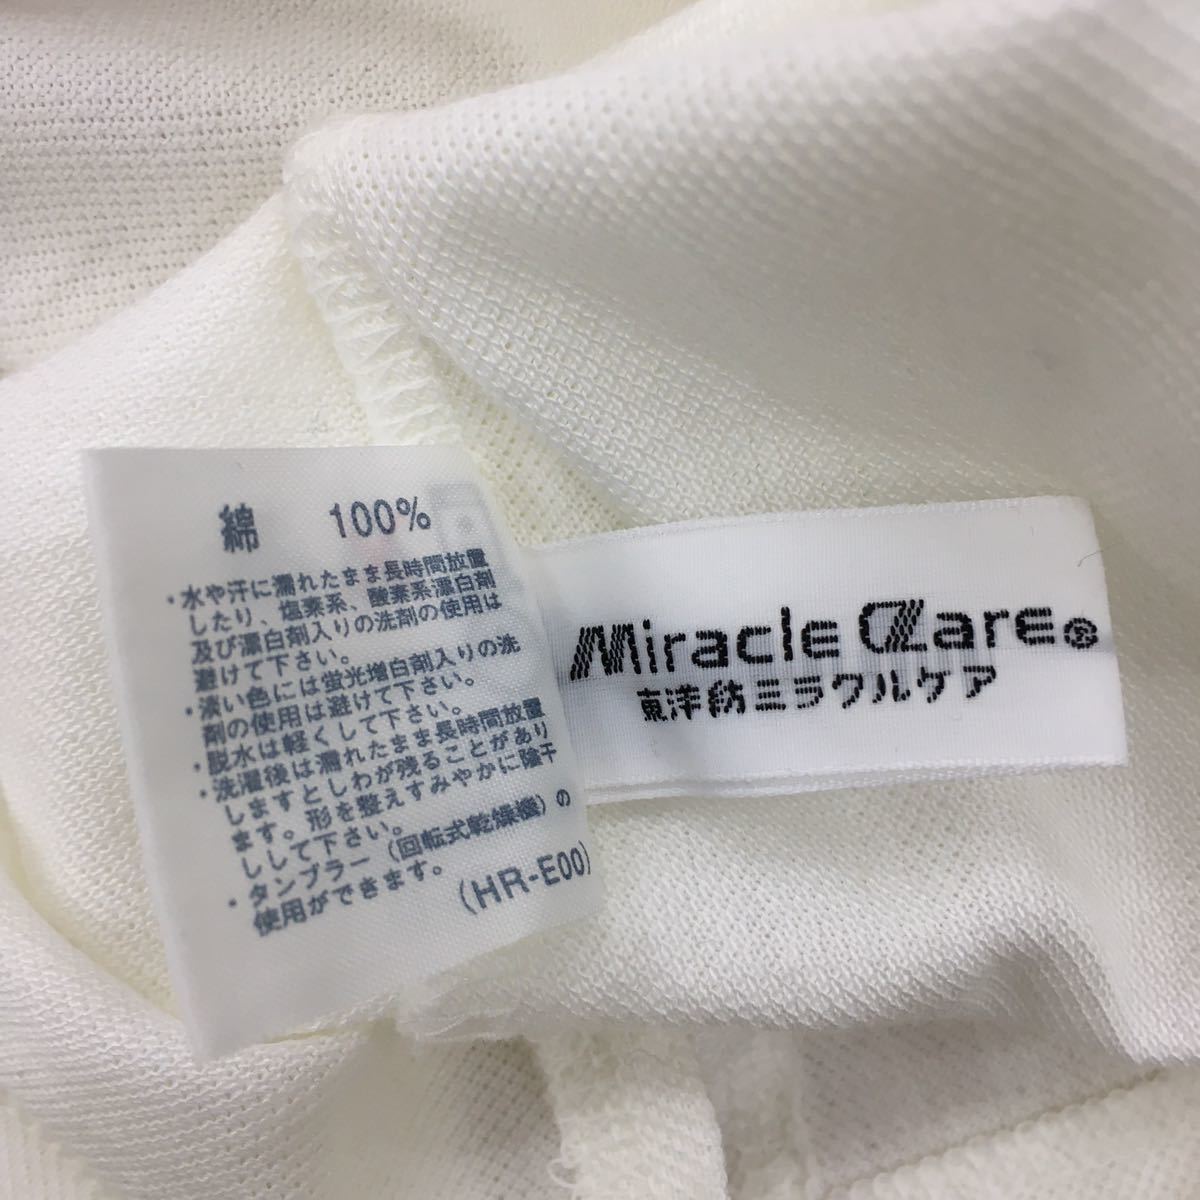 綿 100%
・水や汗に濡れたまま長時間放置
したり、塩素系、酸素系漂白剤
及び漂白剤入りの洗剤の使用は
避けて下さい。
・淡い色には蛍光増白剤入りの洗
剤の使用は避けて下さい。
・脱水は軽くして下さい。
・洗濯後は濡れたまま長時間放置
しますとしわが残ることがあり
ます。形を整えすみやかに陰干
しして下さい。
・タンブラー（回転式乾燥機）の
使用ができます。
(HR-E00)
Miracle Care®
東洋紡ミラクルケア